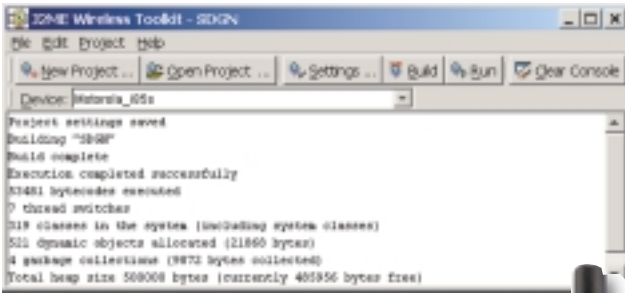 J2ME Wireless Toolkit - SDGN
File Edit Project Help
New Project ... Open Project ... Settings ... Build Run Clear Console
Device: Motorola_i85s
Project settings saved
Building "SDGN"
Build complete
Execution completed successfully
53481 bytecodes executed
7 thread switches
319 classes in the system (including system classes)
521 dynamic objects allocated (21860 bytes)
4 garbage collections (9872 bytes collected)
Total heap size 500000 bytes (currently 485956 bytes free)